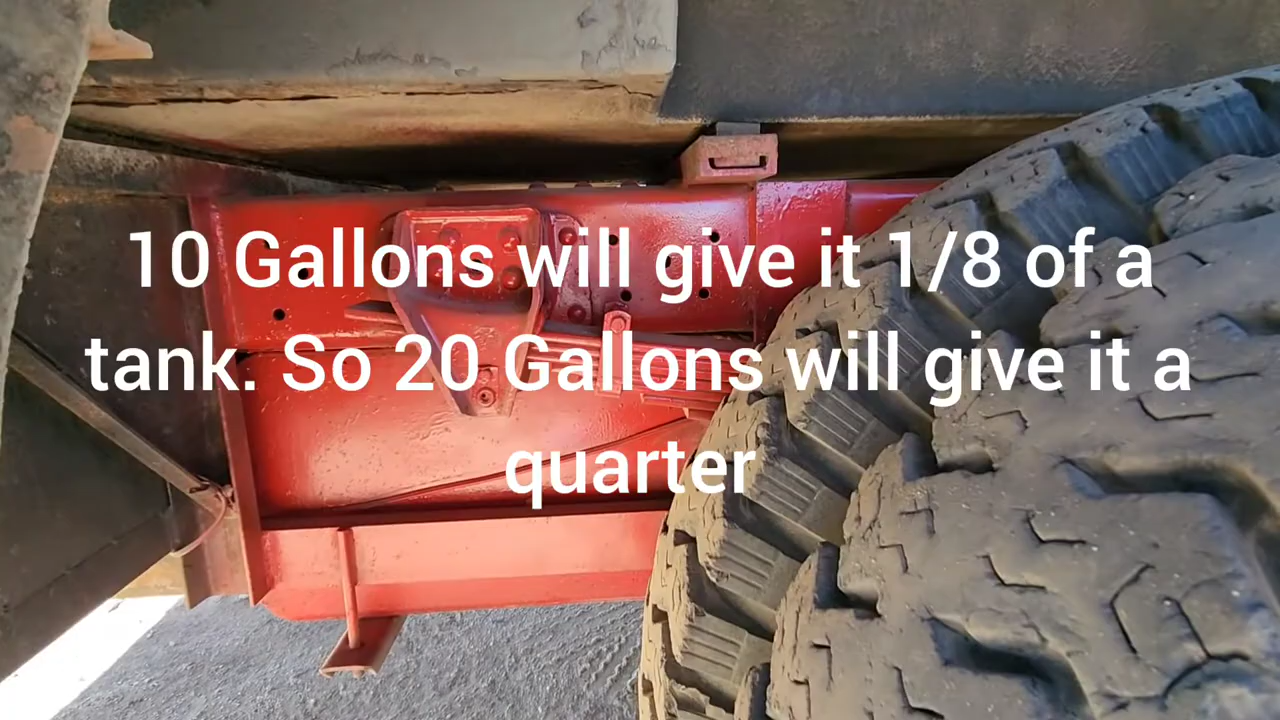 10 Gallons will give it 1/8 of a
tank. So 20 Gallons will give it a
quarter